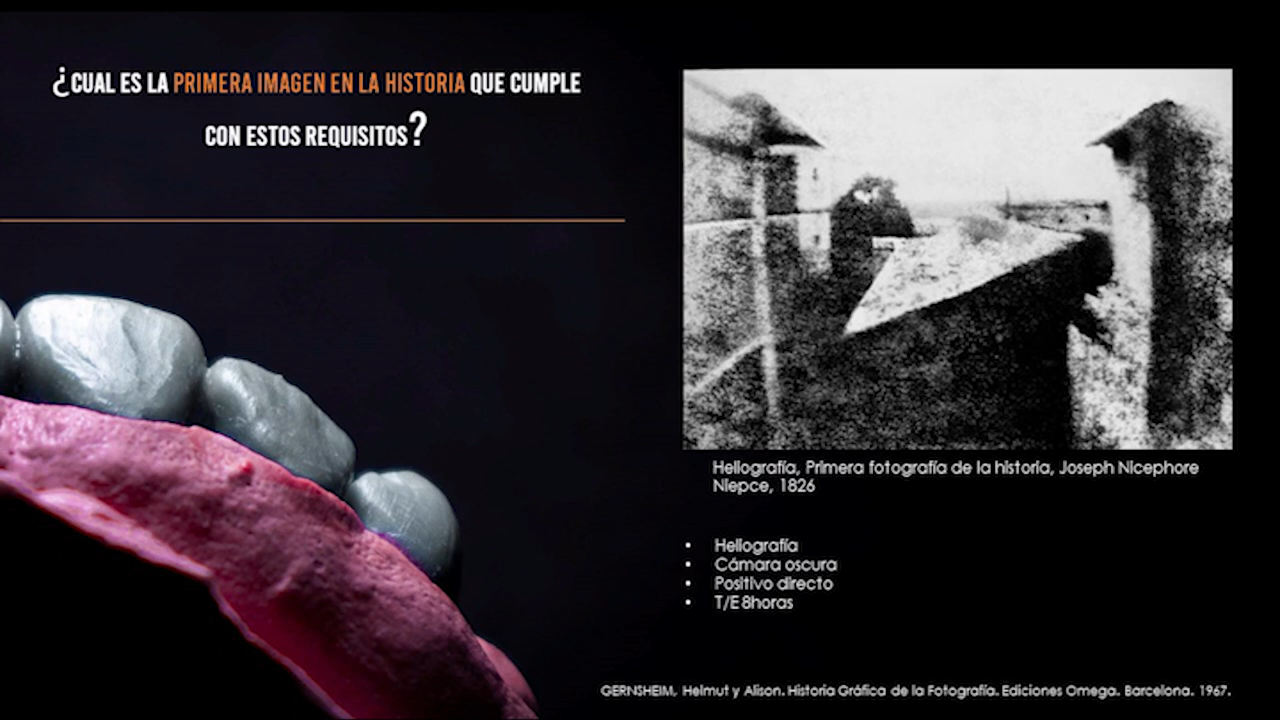 ¿CUAL ES LA PRIMERA IMAGEN EN LA HISTORIA QUE CUMPLE
CON ESTOS REQUISITOS?
Heliografía, Primera fotografía de la historia, Joseph Nicephore
Niepce, 1826
• Heliografía
• Cámara oscura
• Positivo directo
• T/E 8horas
GERNSHEIM, Helmut y Alison. Historia Gráfica de la Fotografía. Ediciones Omega. Barcelona. 1967.